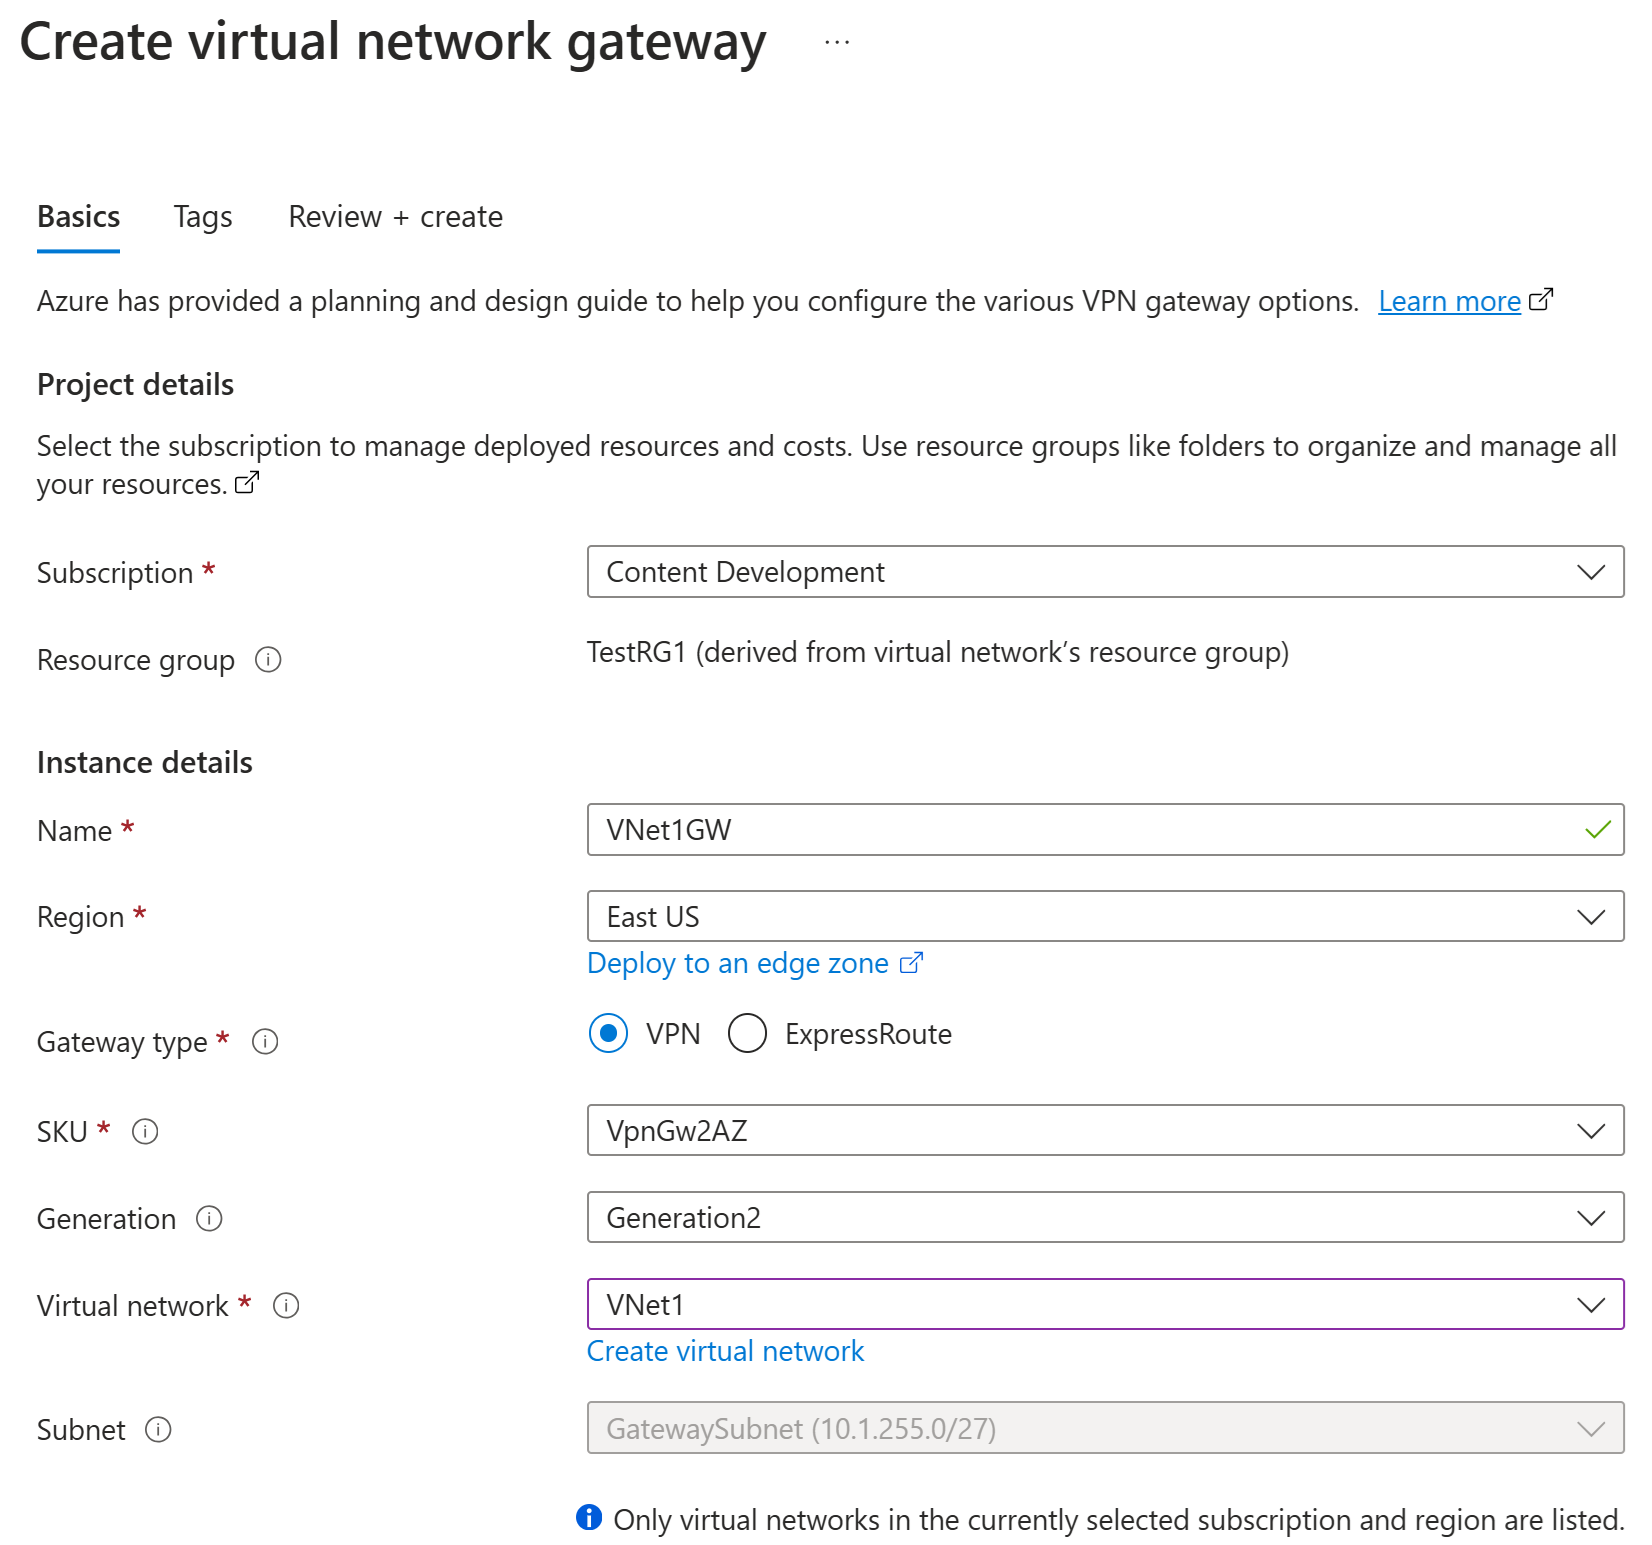 Create virtual network gateway ...
Basics Tags Review + create
Azure has provided a planning and design guide to help you configure the various VPN gateway options. Learn more
Project details
Select the subscription to manage deployed resources and costs. Use resource groups like folders to organize and manage all
your resources.
Subscription * Content Development
Resource group TestRG1 (derived from virtual network’s resource group)
Instance details
Name * VNet1GW
Region * East US
Deploy to an edge zone
Gateway type * VPN ExpressRoute
SKU * VpnGw2AZ
Generation Generation2
Virtual network * VNet1
Create virtual network
Subnet GatewaySubnet (10.1.255.0/27)
Only virtual networks in the currently selected subscription and region are listed.